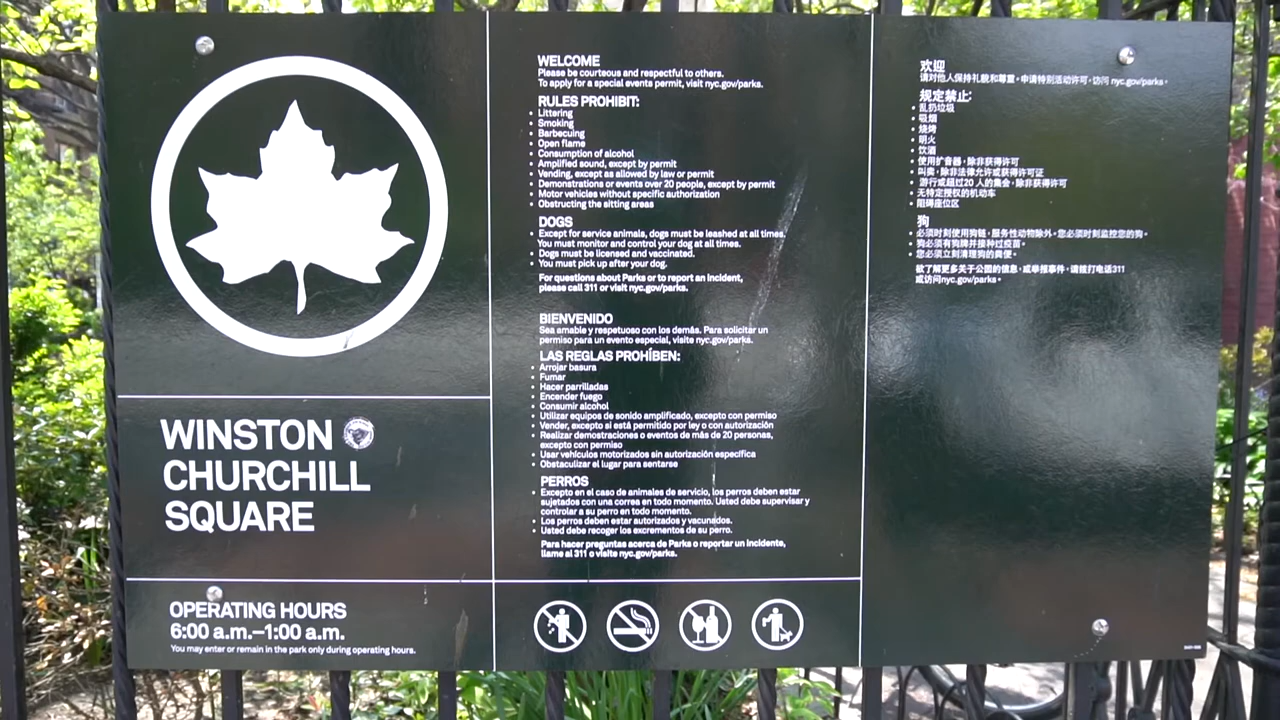 WINSTON
CHURCHILL
SQUARE
OPERATING HOURS
6:00 a.m.–1:00 a.m.
You may enter or remain in the park only during operating hours.
WELCOME
Please be courteous and respectful to others.
To apply for a special events permit, visit nyc.gov/parks.
RULES PROHIBIT:
• Littering
• Smoking
• Barbecuing
• Open flame
• Consumption of alcohol
• Amplified sound, except by permit
• Vending, except as allowed by law or permit
• Demonstrations or events over 20 people, except by permit
• Motor vehicles without specific authorization
• Obstructing the sitting areas
DOGS
• Except for service animals, dogs must be leashed at all times.
You must monitor and control your dog at all times.
• Dogs must be licensed and vaccinated.
• You must pick up after your dog.
For questions about Parks or to report an incident,
please call 311 or visit nyc.gov/parks.
BIENVENIDO
Sea amable y respetuoso con los demás. Para solicitar un
permiso para un evento especial, visite nyc.gov/parks.
LAS REGLAS PROHÍBEN:
• Arrojar basura
• Fumar
• Hacer parrilladas
• Encender fuego
• Consumir alcohol
• Utilizar equipos de sonido amplificado, excepto con permiso
• Vender, excepto si está permitido por ley o con autorización
• Realizar demostraciones o eventos de más de 20 personas,
excepto con permiso
• Usar vehículos motorizados sin autorización específica
• Obstaculizar el lugar para sentarse
PERROS
• Excepto en el caso de animales de servicio, los perros deben estar
sujetados con una correa en todo momento. Usted debe supervisar y
controlar a su perro en todo momento.
• Los perros deben estar autorizados y vacunados.
• Usted debe recoger los excrementos de su perro.
Para hacer preguntas acerca de Parks o reportar un incidente,
llame al 311 o visite nyc.gov/parks.
欢迎
请对他人保持礼貌和尊重。申请特别活动许可，访问 nyc.gov/parks。
规定禁止:
• 乱扔垃圾
• 吸烟
• 烧烤
• 明火
• 饮酒
• 使用扩音器，除非获得许可
• 叫卖，除非法律允许或获得许可证
• 游行或超过20 人的集会，除非获得许可
• 无特定授权的机动车
• 阻碍座位区
狗
• 必须时刻使用狗链，服务性动物除外。您必须时刻监控您的狗。
• 狗必须有狗牌并接种过疫苗。
• 您必须立刻清理狗的粪便。
欲了解更多关于公园的信息，或举报事件，请拨打电话311
或访问nyc.gov/parks。